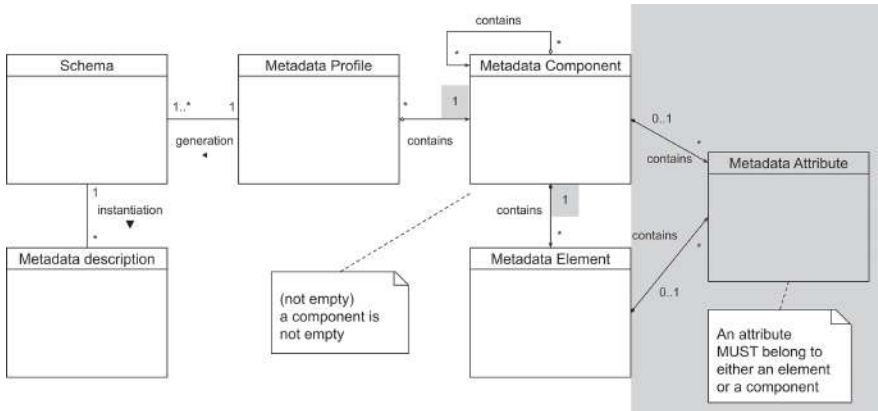 contains
*
*
Schema
Metadata Profile
Metadata Component
1..*
1
*
1
generation
◄
contains
0..1
*
contains
Metadata Attribute
1
instantiation
▼
*
contains
1
*
contains
*
0..1
Metadata description
Metadata Element
(not empty)
a component is
not empty
An attribute
MUST belong to
either an element
or a component